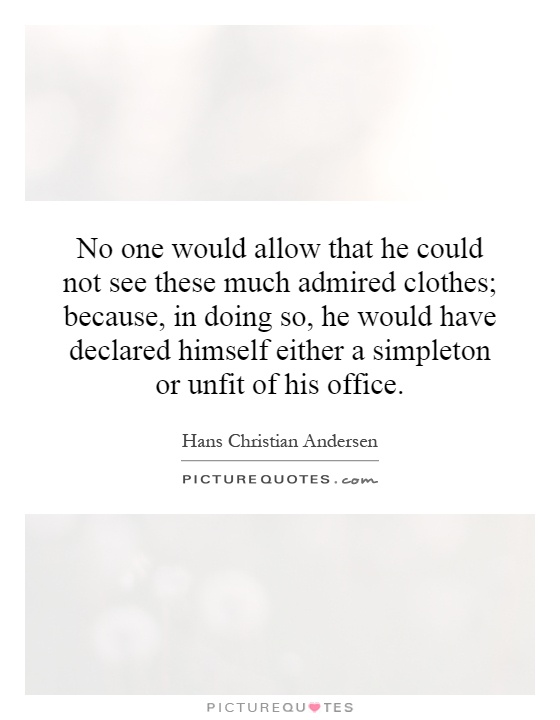 No one would allow that he could
not see these much admired clothes;
because, in doing so, he would have
declared himself either a simpleton
or unfit of his office.
Hans Christian Andersen
PICTUREQUOTES.com
PICTUREQUOTES